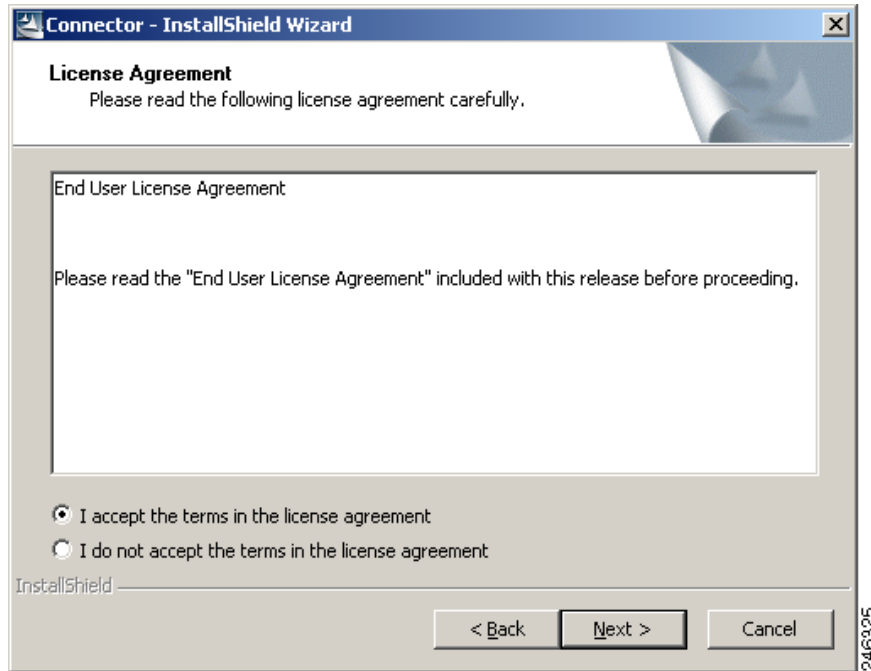 Connector - InstallShield Wizard
License Agreement
Please read the following license agreement carefully.
End User License Agreement
Please read the "End User License Agreement" included with this release before proceeding.
I accept the terms in the license agreement
I do not accept the terms in the license agreement
InstallShield
< Back
Next >
Cancel
246325